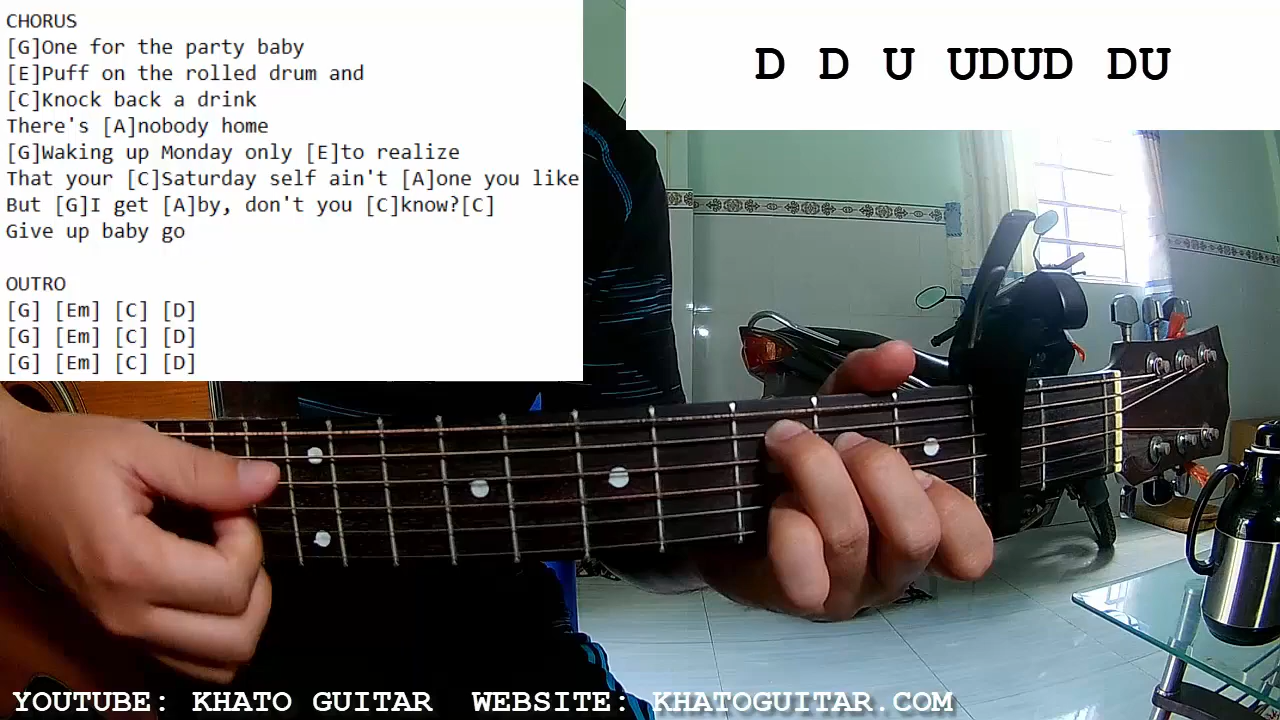 CHORUS
[G]One for the party baby
[E]Puff on the rolled drum and
[C]Knock back a drink
There's [A]nobody home
[G]Waking up Monday only [E]to realize
That your [C]Saturday self ain't [A]one you like
But [G]I get [A]by, don't you [C]know?[C]
Give up baby go
OUTRO
[G] [Em] [C] [D]
[G] [Em] [C] [D]
[G] [Em] [C] [D]
D D U UDUD DU
YOUTUBE: KHATO GUITAR WEBSITE: KHATOGUITAR.COM